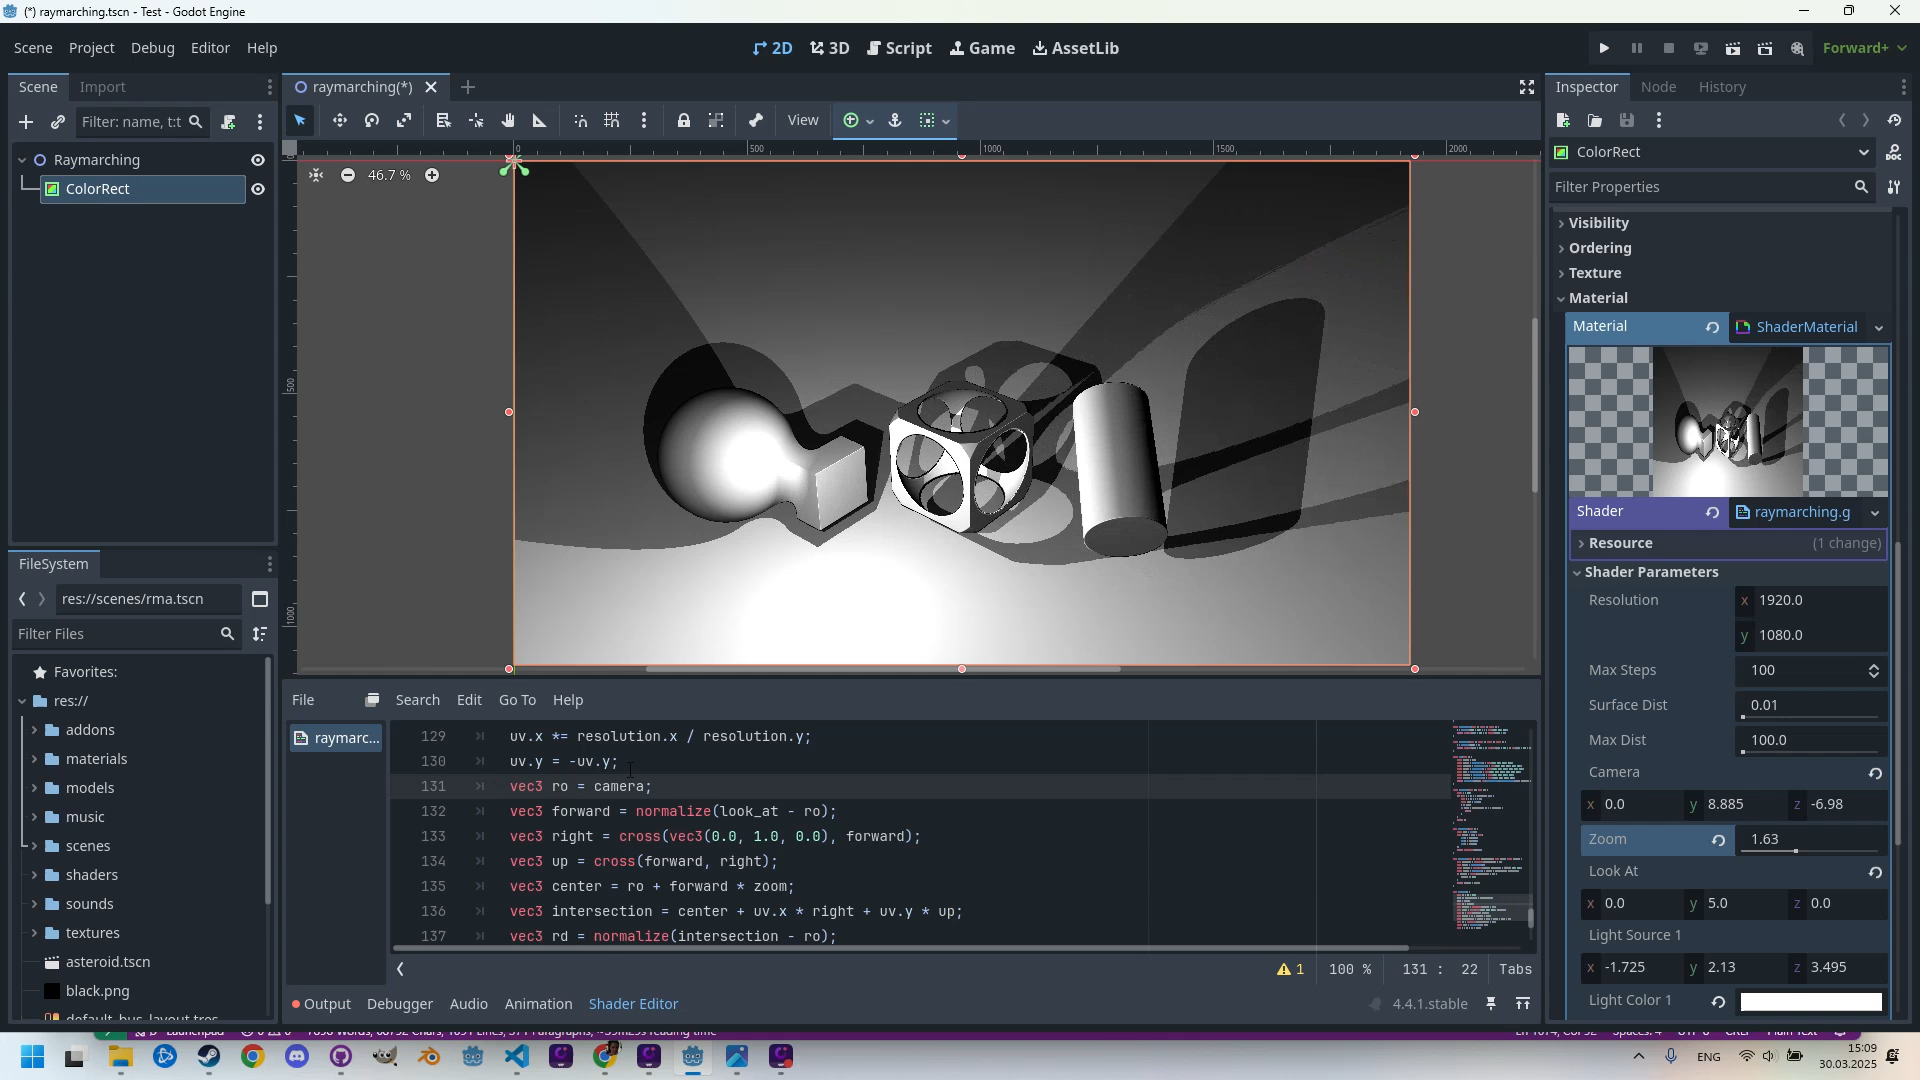 (*) raymarching.tscn - Test - Godot Engine
Scene Project Debug Editor Help
2D 3D Script Game AssetLib
Forward+
Scene Import
Filter: name, t:t
Raymarching
ColorRect
FileSystem
res://scenes/rma.tscn
Filter Files
Favorites:
res://
addons
materials
models
music
scenes
shaders
sounds
textures
asteroid.tscn
black.png
raymarching(*)
View
0 500 1000 1500 2000
46.7 %
500
1000
File Search Edit Go To Help
raymarc...
129 uv.x *= resolution.x / resolution.y;
130 uv.y = -uv.y;
131 vec3 ro = camera;
132 vec3 forward = normalize(look_at - ro);
133 vec3 right = cross(vec3(0.0, 1.0, 0.0), forward);
134 vec3 up = cross(forward, right);
135 vec3 center = ro + forward * zoom;
136 vec3 intersection = center + uv.x * right + uv.y * up;
137 vec3 rd = normalize(intersection - ro);
1 100 % 131 : 22 Tabs
Output Debugger Audio Animation Shader Editor 4.4.1.stable
Inspector Node History
ColorRect
Filter Properties
Visibility
Ordering
Texture
Material
Material ShaderMaterial
Shader raymarching.g
Resource (1 change)
Shader Parameters
Resolution x 1920.0
y 1080.0
Max Steps 100
Surface Dist 0.01
Max Dist 100.0
Camera
x 0.0 y 8.885 z -6.98
Zoom 1.63
Look At
x 0.0 y 5.0 z 0.0
Light Source 1
x -1.725 y 2.13 z 3.495
Light Color 1
ENG
15:09
30.03.2025